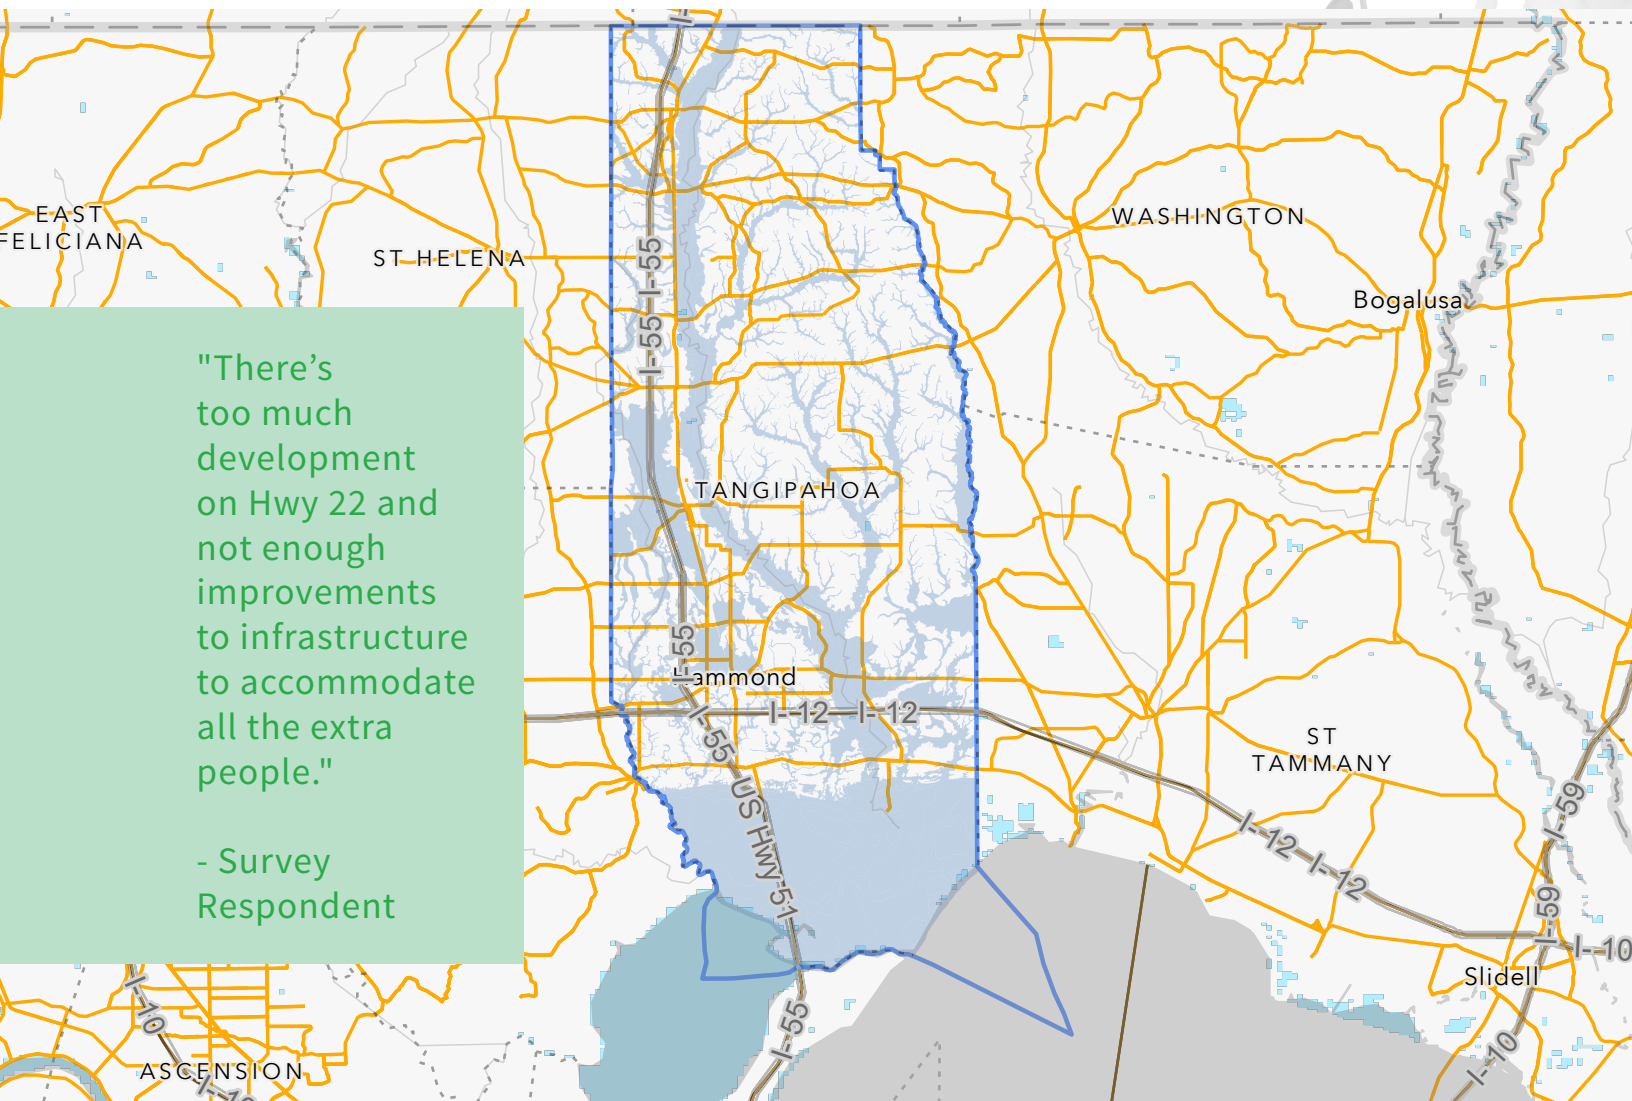 I-
EAST
FELICIANA
ST HELENA
WASHINGTON
I-55
I-55
Bogalusa
"There’s
too much
development
on Hwy 22 and
not enough
improvements
to infrastructure
to accommodate
all the extra
people."
- Survey
Respondent
TANGIPAHOA
I-55
Hammond
I-12
I-12
I-55
US Hwy 51
ST
TAMMANY
I-12
I-12
I-59
I-59
I-10
Slidell
I-10
I-55
I-10
ASCENSION
I-10